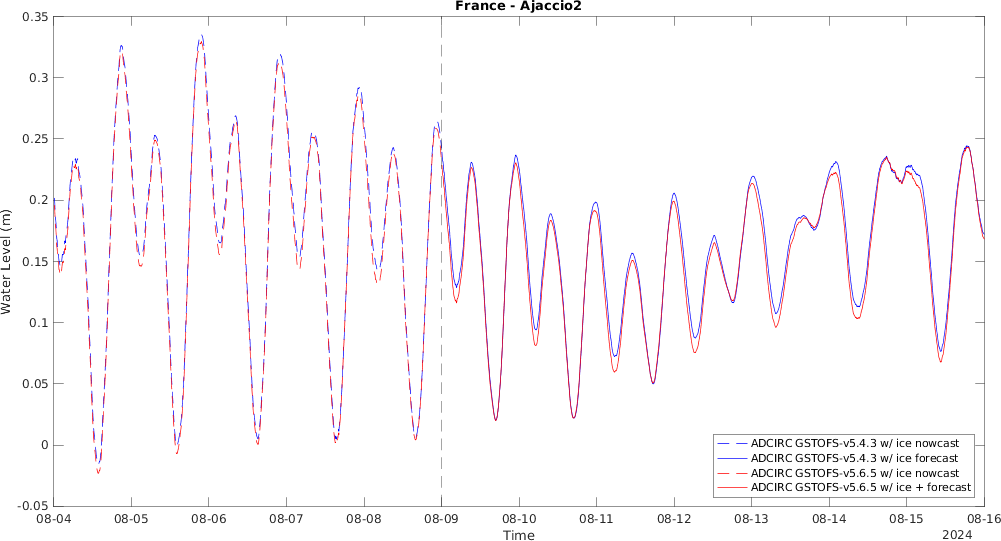 France - Ajaccio2
0.35
0.3
0.25
0.2
0.15
0.1
0.05
0
-0.05
Water Level (m)
ADCIRC GSTOFS-v5.4.3 w/ ice nowcast
ADCIRC GSTOFS-v5.4.3 w/ ice forecast
ADCIRC GSTOFS-v5.6.5 w/ ice nowcast
ADCIRC GSTOFS-v5.6.5 w/ ice + forecast
08-04 08-05 08-06 08-07 08-08 08-09 08-10 08-11 08-12 08-13 08-14 08-15 08-16
Time
2024